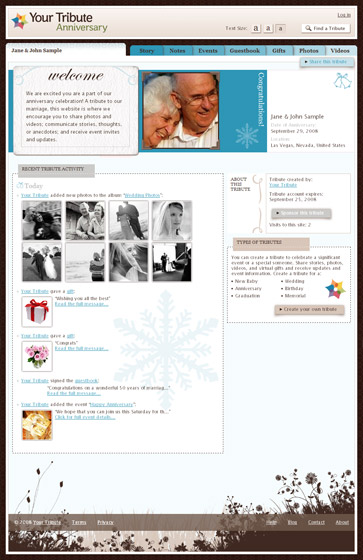 Your Tribute
Anniversary
Log In
Text Size: a a a
Find a Tribute
Jane & John Sample
Story Notes Events Guestbook Gifts Photos Videos
Share this tribute
welcome
We are excited you are a part of our
anniversary celebration! A tribute to our
marriage, this website is where we
encourage you to share photos and
videos; communicate stories, thoughts,
or anecdotes; and receive event invites
and updates.
Congratulations!
Jane & John Sample
Date of Anniversary
September 25, 2008
Location
Las Vegas, Nevada, United States
RECENT TRIBUTE ACTIVITY
Today
Your Tribute added new photos to the album "Wedding Photos"!
Your Tribute gave a gift
"Wishing you all the best"
Read the full message...
Your Tribute gave a gift
"Congrats"
Read the full message...
Your Tribute signed the guestbook!
"Congratulations on a wonderful 50 years of marriage..."
Read the full message...
Your Tribute added the event "Happy Anniversary":
"We hope that you can join us this Saturday for th..."
Click for full event details...
ABOUT
THIS
TRIBUTE
Tribute created by:
Your Tribute
Tribute account expires:
September 25, 2008
Sponsor this tribute
Visits to this site: 2
TYPES OF TRIBUTES
You can create a tribute to celebrate a significant
event or a special someone. Share stories, photos,
videos, and virtual gifts and receive updates and
event information. Create a tribute for a:
New Baby Wedding
Anniversary Birthday
Graduation Memorial
Create your own tribute
© 2008 Your Tribute Terms Privacy Help Blog Contact About